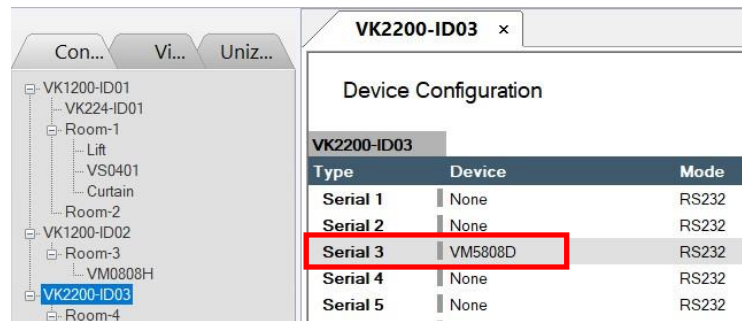 VK2200-ID03 ×
Con... Vi... Uniz...
VK1200-ID01
VK224-ID01
Room-1
Lift
VS0401
Curtain
Room-2
VK1200-ID02
Room-3
VM0808H
VK2200-ID03
Room-4
Device Configuration
VK2200-ID03
Type Device Mode
Serial 1 None RS232
Serial 2 None RS232
Serial 3 VM5808D RS232
Serial 4 None RS232
Serial 5 None RS232